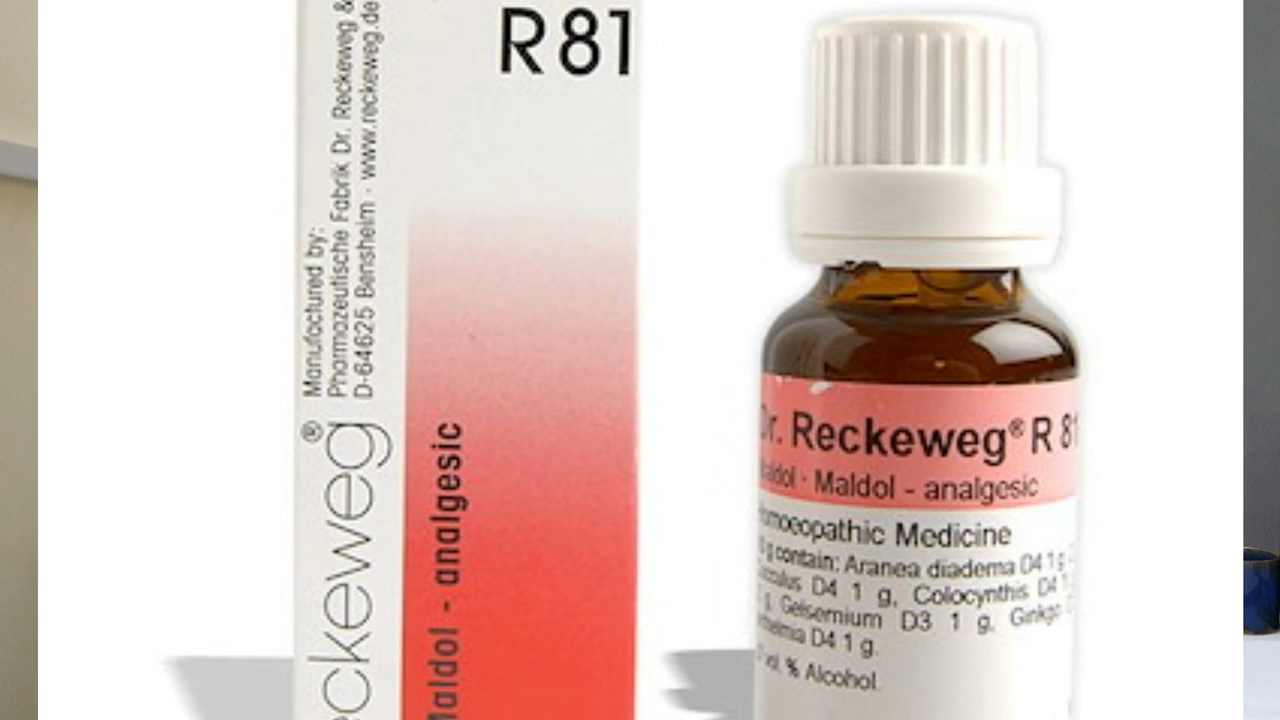 R81
Manufactured by:
Pharmazeutische Fabrik Dr. Reckeweg &
D-64625 Bensheim · www.reckeweg.de
eckeweg®
Maldol - analgesic
Dr. Reckeweg® R 81
Maldol · Maldol - analgesic
Homoeopathic Medicine
g contain: Aranea diadema D4 1 g
D4 1 g, Colocynthis D4 1
g, Gelsemium D3 1 g, Ginkgo
D4 1 g.
vol. % Alcohol.